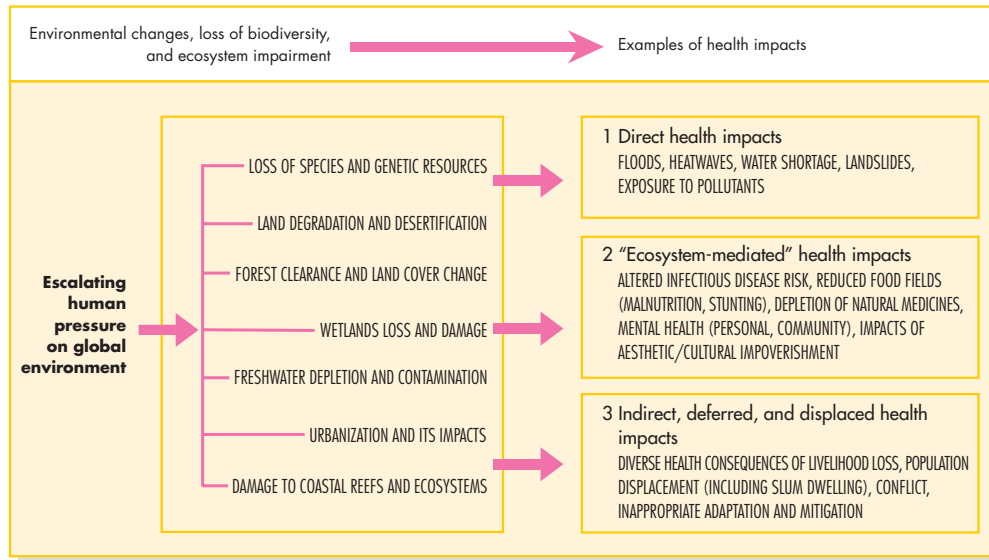 Environmental changes, loss of biodiversity,
and ecosystem impairment
Examples of health impacts
Escalating
human
pressure
on global
environment
LOSS OF SPECIES AND GENETIC RESOURCES
LAND DEGRADATION AND DESERTIFICATION
FOREST CLEARANCE AND LAND COVER CHANGE
WETLANDS LOSS AND DAMAGE
FRESHWATER DEPLETION AND CONTAMINATION
URBANIZATION AND ITS IMPACTS
DAMAGE TO COASTAL REEFS AND ECOSYSTEMS
1 Direct health impacts
FLOODS, HEATWAVES, WATER SHORTAGE, LANDSLIDES,
EXPOSURE TO POLLUTANTS
2 “Ecosystem-mediated” health impacts
ALTERED INFECTIOUS DISEASE RISK, REDUCED FOOD FIELDS
(MALNUTRITION, STUNTING), DEPLETION OF NATURAL MEDICINES,
MENTAL HEALTH (PERSONAL, COMMUNITY), IMPACTS OF
AESTHETIC/CULTURAL IMPOVERISHMENT
3 Indirect, deferred, and displaced health
impacts
DIVERSE HEALTH CONSEQUENCES OF LIVELIHOOD LOSS, POPULATION
DISPLACEMENT (INCLUDING SLUM DWELLING), CONFLICT,
INAPPROPRIATE ADAPTATION AND MITIGATION